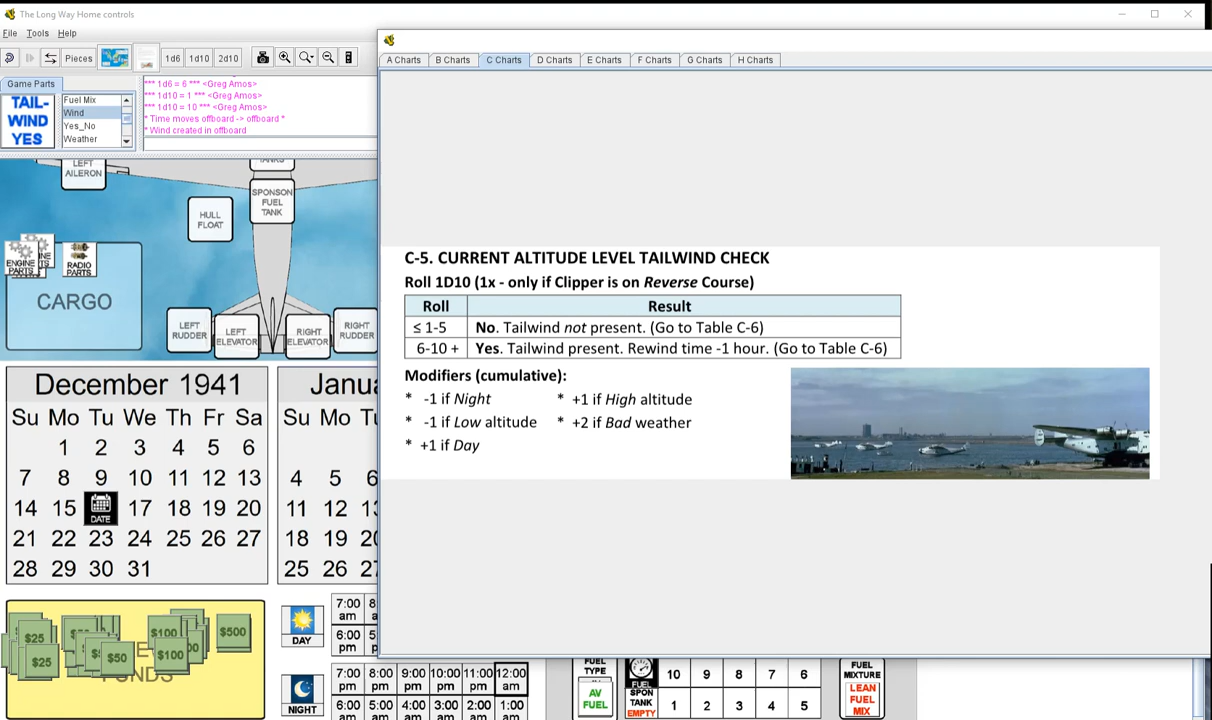 The Long Way Home controls
File Tools Help
Pieces 1d6 1d10 2d10
Game Parts
TAIL-
WIND
YES
Fuel Mix
Wind
Yes_No
Weather
*** 1d6 = 6 *** <Greg Amos>
*** 1d10 = 1 *** <Greg Amos>
*** 1d10 = 10 *** <Greg Amos>
* Time moves offboard -> offboard *
* Wind created in offboard
A Charts B Charts C Charts D Charts E Charts F Charts G Charts H Charts
LEFT
AILERON
TANKS
SPONSON
FUEL
TANK
HULL
FLOAT
ENGINE
PARTS
RADIO
PARTS
CARGO
LEFT
RUDDER
LEFT
ELEVATOR
RIGHT
ELEVATOR
RIGHT
RUDDER
C-5. CURRENT ALTITUDE LEVEL TAILWIND CHECK
Roll 1D10 (1x - only if Clipper is on Reverse Course)
Roll Result
≤ 1-5 No. Tailwind not present. (Go to Table C-6)
6-10 + Yes. Tailwind present. Rewind time -1 hour. (Go to Table C-6)
Modifiers (cumulative):
* -1 if Night * +1 if High altitude
* -1 if Low altitude * +2 if Bad weather
* +1 if Day
December 1941
Su Mo Tu We Th Fr Sa
1 2 3 4 5 6
7 8 9 10 11 12 13
14 15 DATE 17 18 19 20
21 22 23 24 25 26 27
28 29 30 31
Janu
Su Mo Tu
4 5 6
11 12 13
18 19 20
25 26 27
$25
$25
$50
$100
$100
$500
FUNDS
DAY
7:00 am
6:00 pm
NIGHT
7:00 pm 8:00 pm 9:00 pm 10:00 pm 11:00 pm 12:00 am
6:00 am 5:00 am 4:00 am 3:00 am 2:00 am 1:00 am
FUEL
TYPE
AV
FUEL
FUEL
SPON
TANK
EMPTY
10 9 8 7 6
1 2 3 4 5
FUEL
MIXTURE
LEAN
FUEL
MIX